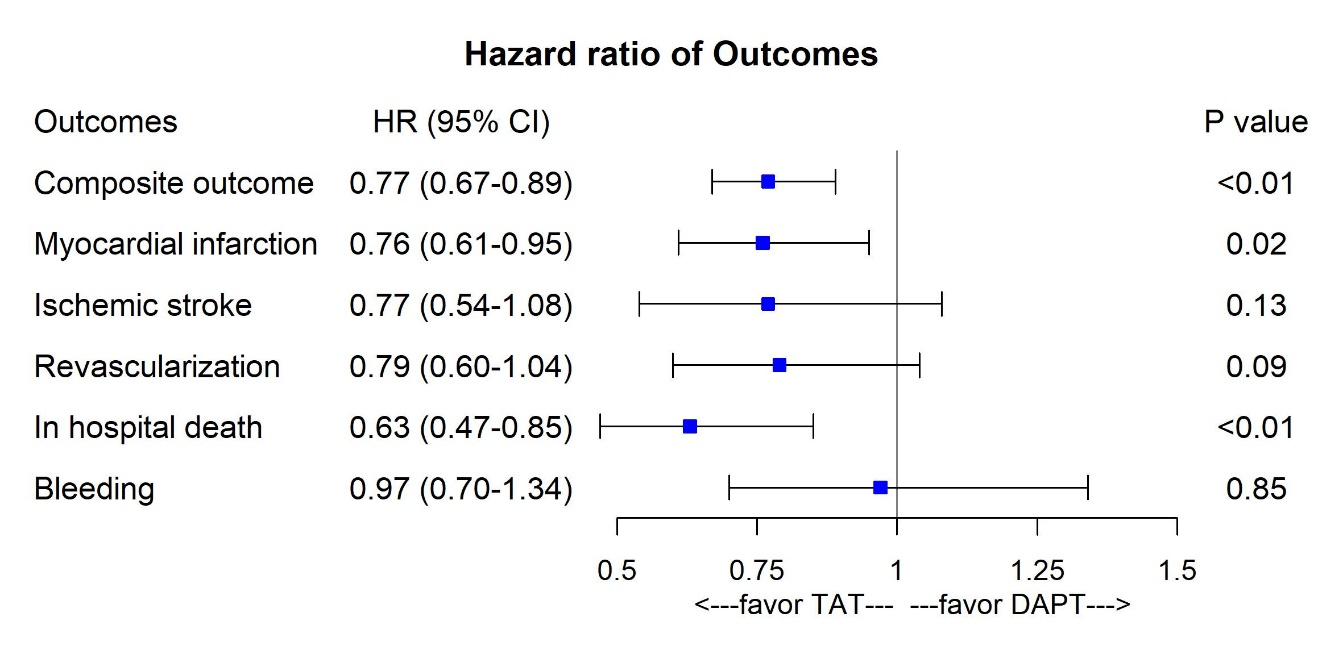 Hazard ratio of Outcomes
Outcomes HR (95% CI) P value
Composite outcome 0.77 (0.67-0.89) <0.01
Myocardial infarction 0.76 (0.61-0.95) 0.02
Ischemic stroke 0.77 (0.54-1.08) 0.13
Revascularization 0.79 (0.60-1.04) 0.09
In hospital death 0.63 (0.47-0.85) <0.01
Bleeding 0.97 (0.70-1.34) 0.85
0.5 0.75 1 1.25 1.5
<---favor TAT--- ---favor DAPT--->